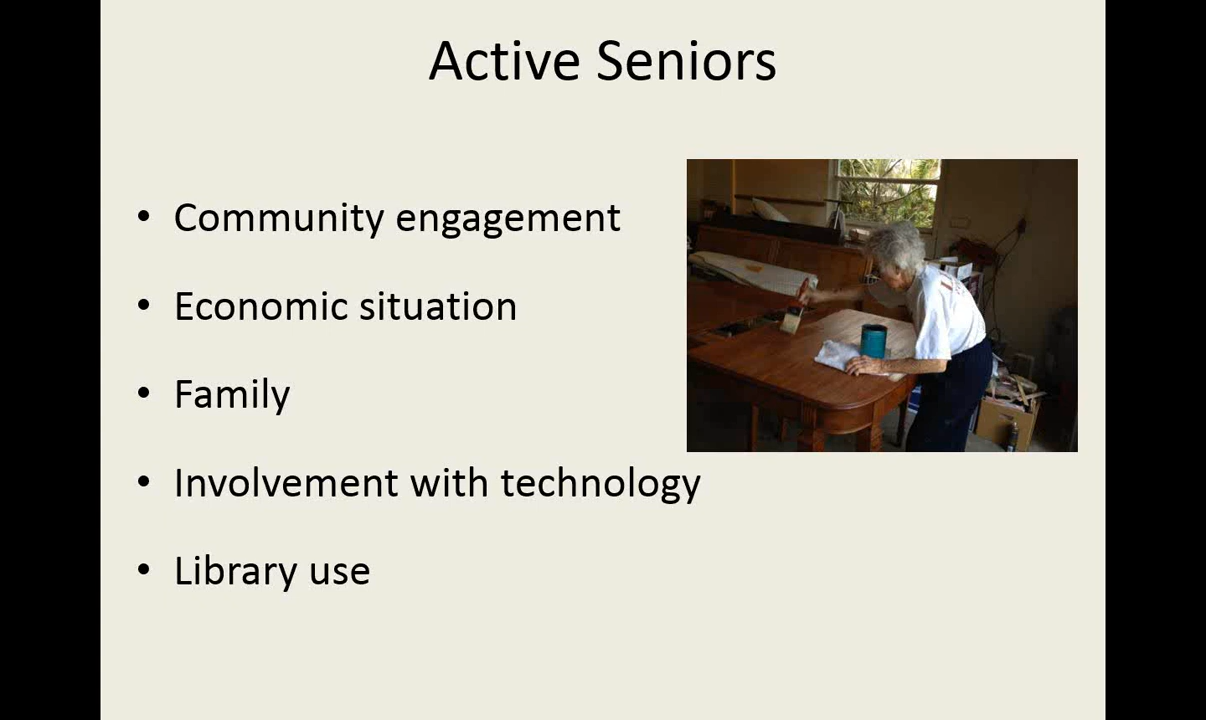 Active Seniors
• Community engagement
• Economic situation
• Family
• Involvement with technology
• Library use